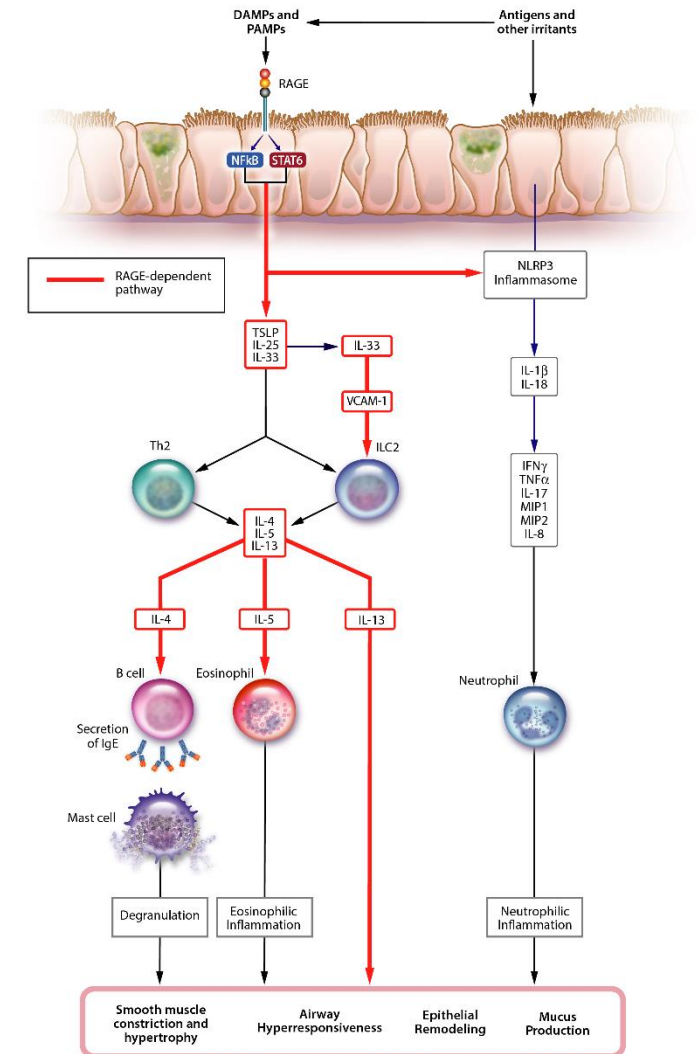 DAMPs and
PAMPs
Antigens and
other irritants
RAGE
NFkB
STAT6
RAGE-dependent
pathway
NLRP3
Inflammasome
TSLP
IL-25
IL-33
IL-33
VCAM-1
IL-1β
IL-18
Th2
ILC2
IFNγ
TNFα
IL-17
MIP1
MIP2
IL-8
IL-4
IL-5
IL-13
IL-4
IL-5
IL-13
B cell
Eosinophil
Neutrophil
Secretion
of IgE
Mast cell
Degranulation
Eosinophilic
Inflammation
Neutrophilic
Inflammation
Smooth muscle
constriction and
hypertrophy
Airway
Hyperresponsiveness
Epithelial
Remodeling
Mucus
Production